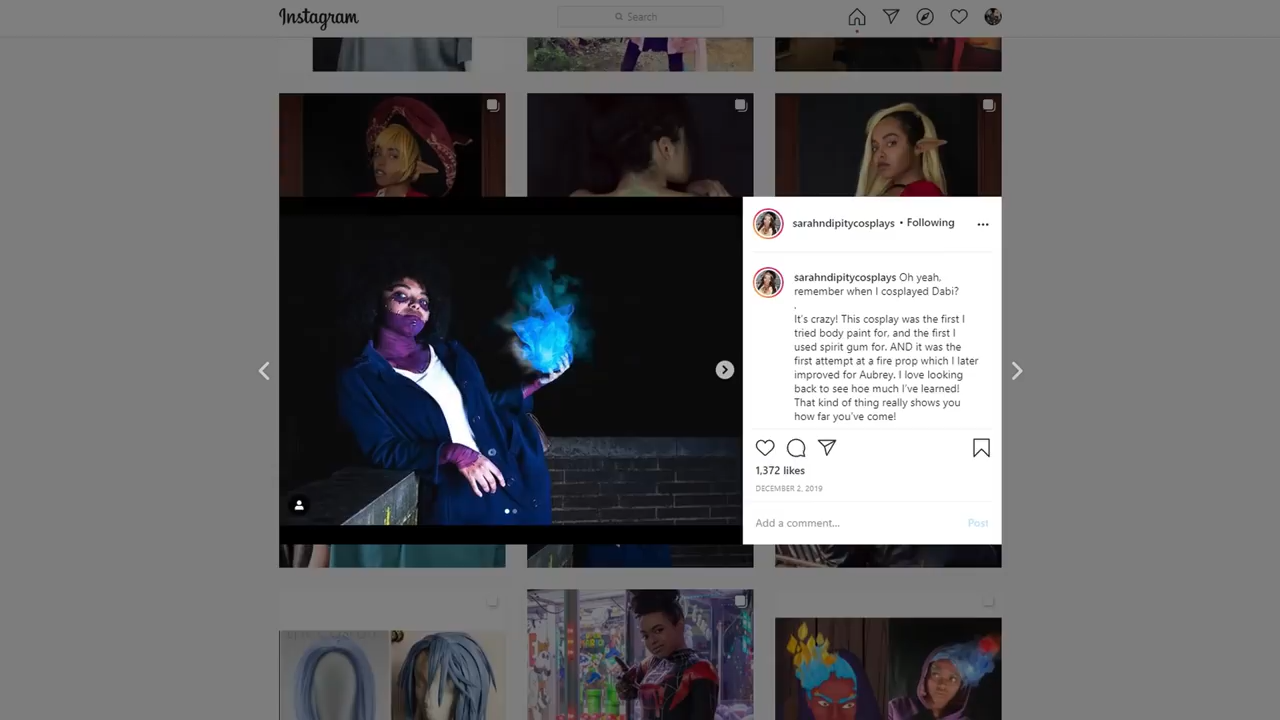 Instagram
Search
sarahndipitycosplays • Following
sarahndipitycosplays Oh yeah,
remember when I cosplayed Dabi?
.
It's crazy! This cosplay was the first I
tried body paint for, and the first I
used spirit gum for. AND it was the
first attempt at a fire prop which I later
improved for Aubrey. I love looking
back to see hoe much I've learned!
That kind of thing really shows you
how far you've come!
1,372 likes
DECEMBER 2, 2019
Add a comment...
Post